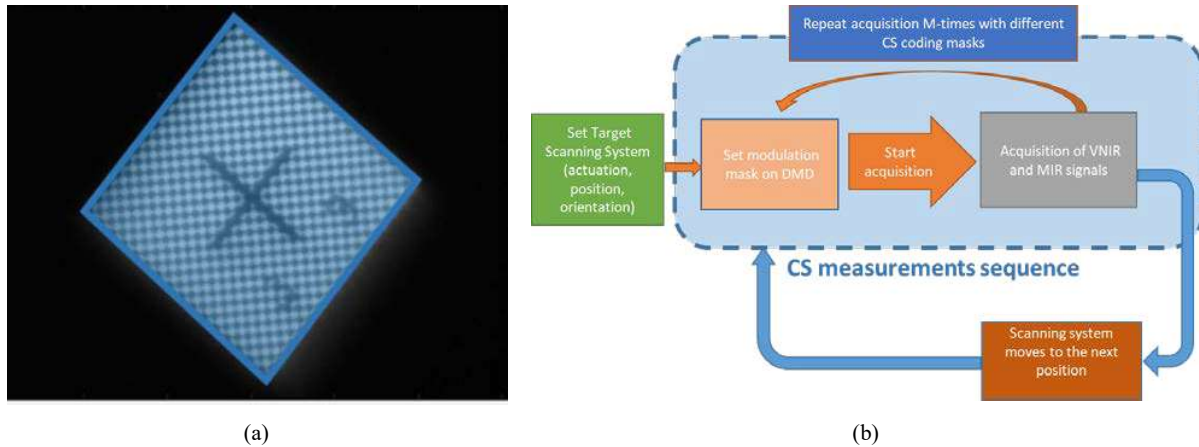 Repeat acquisition M-times with different
CS coding masks
Set Target
Scanning System
(actuation,
position,
orientation)
Set modulation
mask on DMD
Start
acquisition
Acquisition of VNIR
and MIR signals
CS measurements sequence
Scanning system
moves to the next
position
(a)
(b)